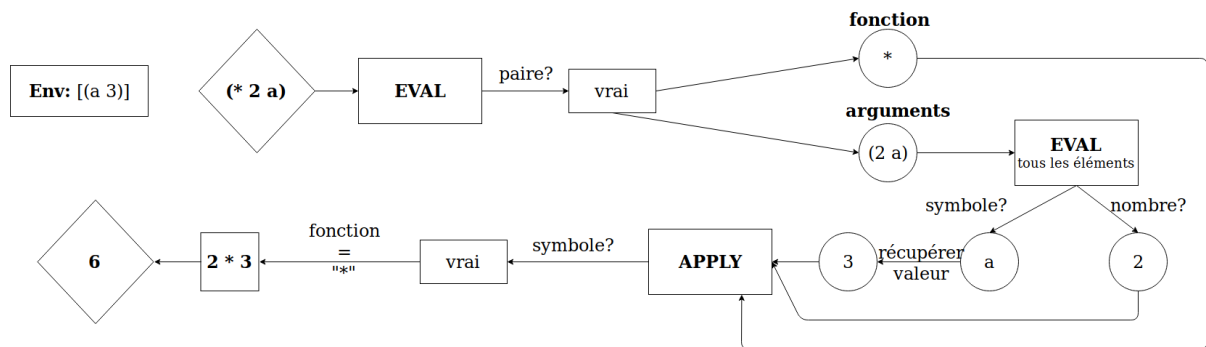 fonction
*
Env: [(a 3)]
(* 2 a)
EVAL
paire?
vrai
arguments
(2 a)
EVAL
tous les éléments
symbole?
nombre?
a
2
récupérer
valeur
3
APPLY
symbole?
vrai
fonction
=
"*"
2 * 3
6